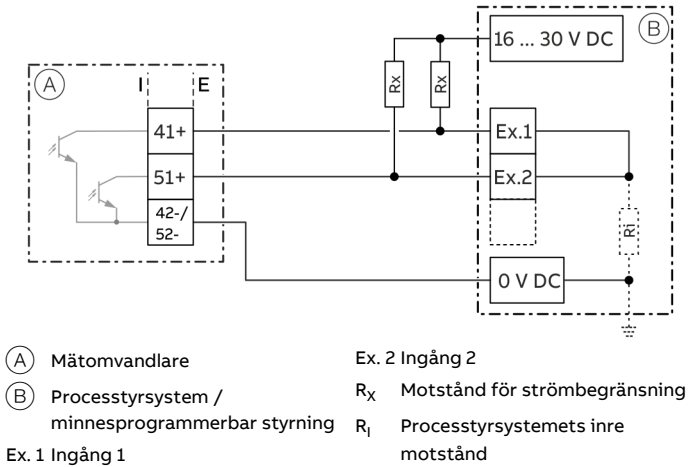 16 ... 30 V DC
B
A
I E
Rx
Rx
41+
Ex.1
51+
Ex.2
42-/
52-
Ri
0 V DC
A Mätomvandlare
B Processtyrsystem /
minnesprogrammerbar styrning
Ex. 1 Ingång 1
Ex. 2 Ingång 2
RX Motstånd för strömbegränsning
RI Processtyrsystemets inre
motstånd